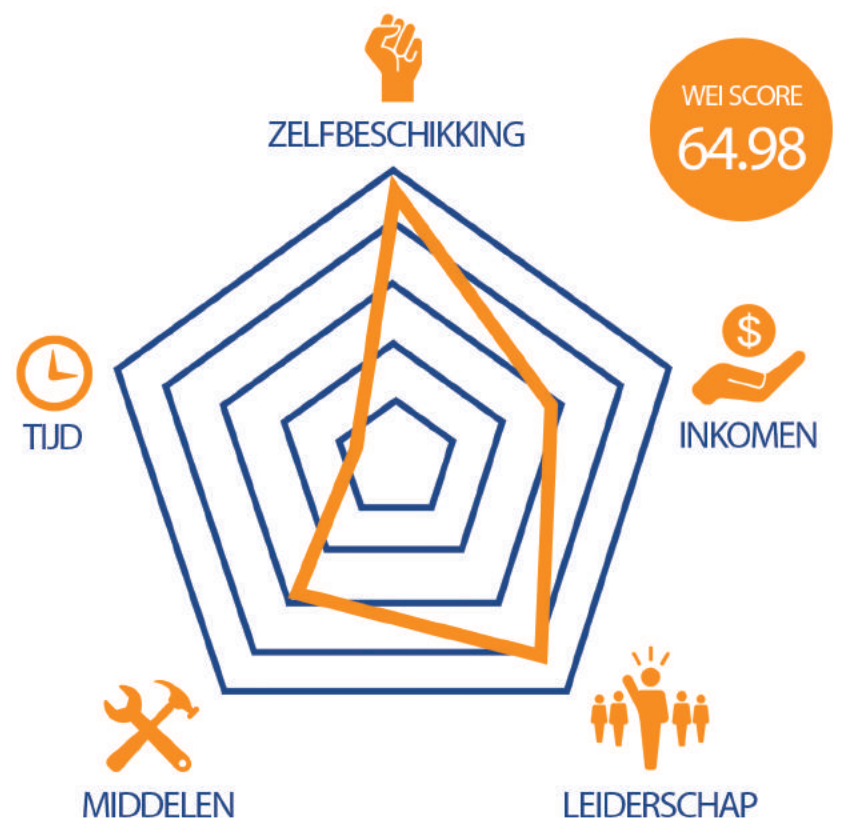 ZELFBESCHIKKING
WEI SCORE
64.98
TIJD
$
INKOMEN
MIDDELEN
LEIDERSCHAP